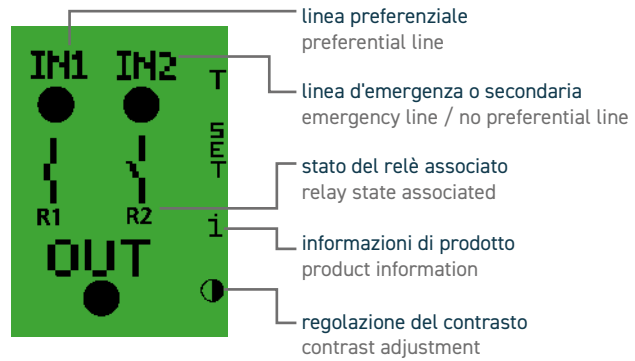 linea preferenziale
preferential line
IN1 IN2
T
linea d'emergenza o secondaria
emergency line / no preferential line
SET
stato del relè associato
relay state associated
R1 R2
i
informazioni di prodotto
product information
OUT
regolazione del contrasto
contrast adjustment